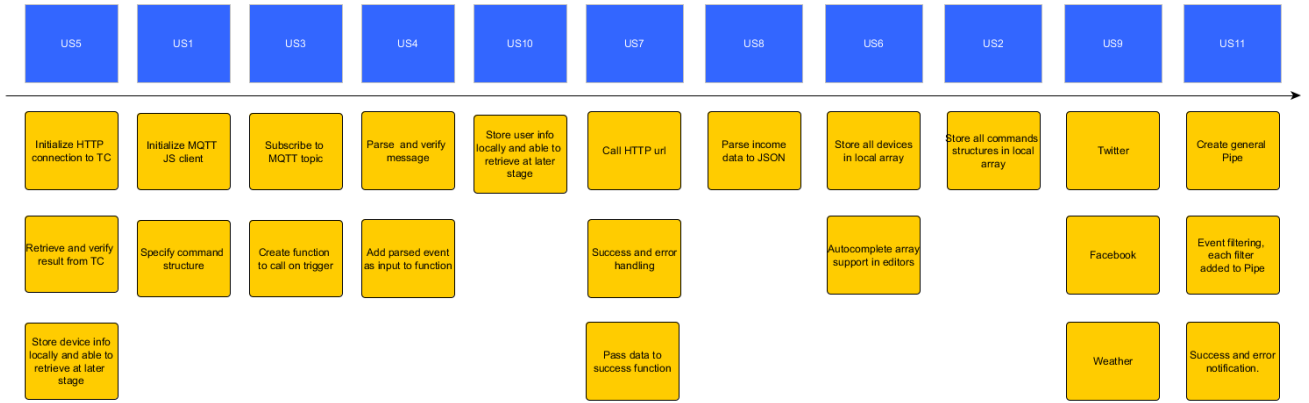 US5
US1
US3
US4
US10
US7
US8
US6
US2
US9
US11
Initialize HTTP
connection to TC
Initialize MQTT
JS client
Subscribe to
MQTT topic
Parse and verify
message
Store user info
locally and able to
retrieve at later
stage
Call HTTP url
Parse income
data to JSON
Store all devices
in local array
Store all commands
structures in local
array
Twitter
Create general
Pipe
Retrieve and verify
result from TC
Specify command
structure
Create function
to call on trigger
Add parsed event
as input to function
Success and error
handling
Autocomplete array
support in editors
Facebook
Event filtering,
each filter
added to Pipe
Store device info
locally and able to
retrieve at later
stage
Pass data to
success function
Weather
Success and error
notification.